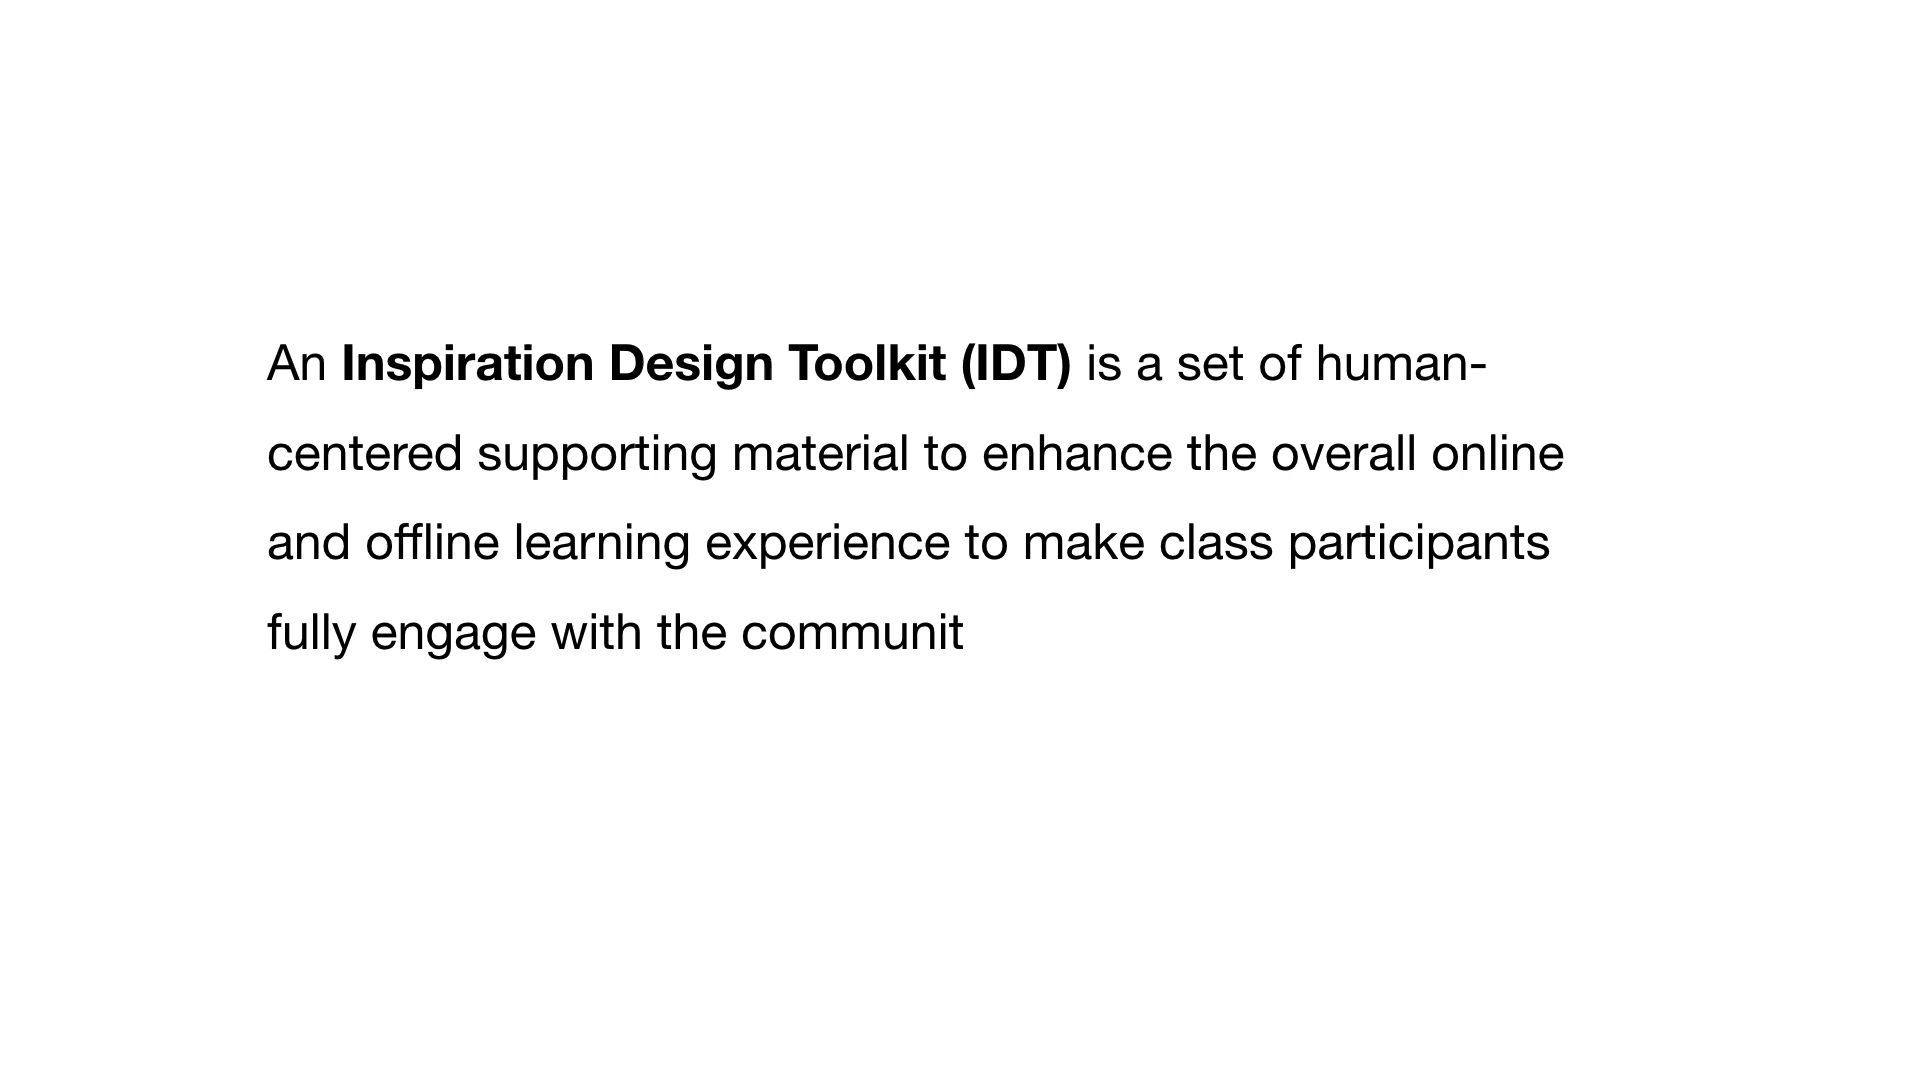 An Inspiration Design Toolkit (IDT) is a set of human-
centered supporting material to enhance the overall online
and offline learning experience to make class participants
fully engage with the communit